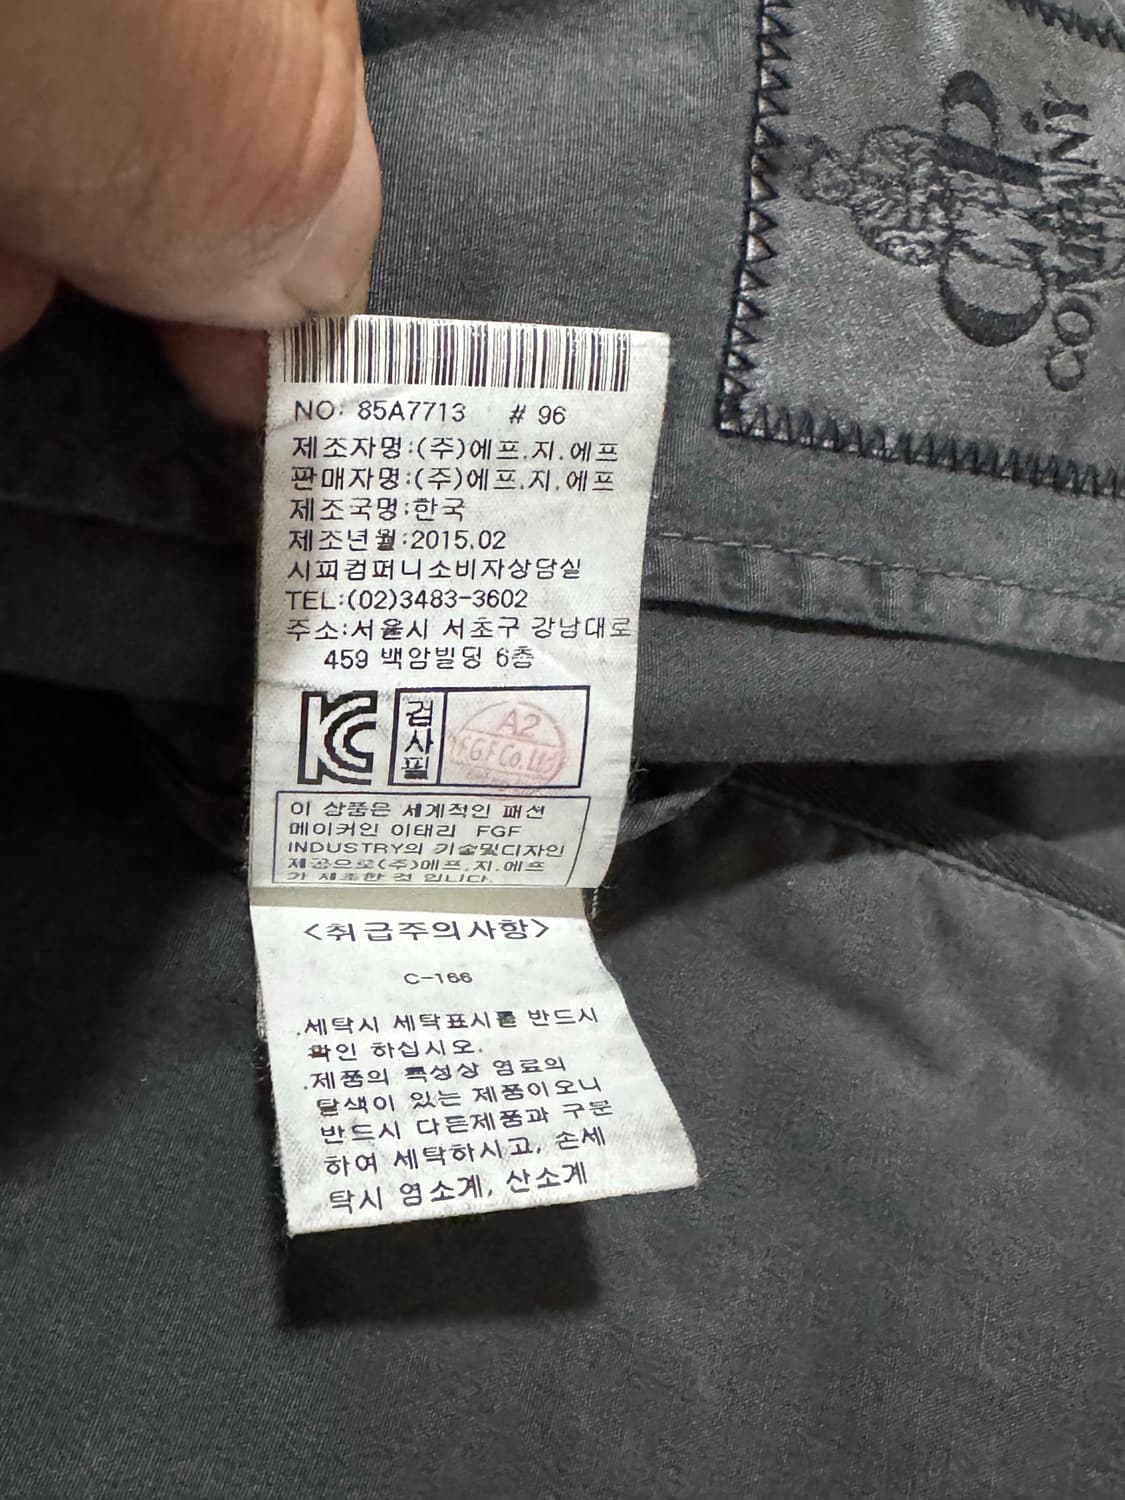 CP
COMPANY
NO: 85A7713 # 96
제조자명:(주)에프.지.에프
판매자명:(주)에프.지.에프
제조국명:한국
제조년월:2015.02
시피컴퍼니소비자상담실
TEL:(02)3483-3602
주소:서울시 서초구 강남대로
459 백암빌딩 6층
KC
검사필
A2
FGF Co. Ltd
이 상품은 세계적인 패션
메이커인 이태리 FGF
INDUSTRY의 기술및디자인
제공으로(주)에프.지.에프
가 제조한 것 입니다.
<취급주의사항>
C-166
.세탁시 세탁표시를 반드시
확인 하십시오.
.제품의 특성상 염료의
탈색이 있는 제품이오니
반드시 다른제품과 구분
하여 세탁하시고, 손세
탁시 염소계, 산소계